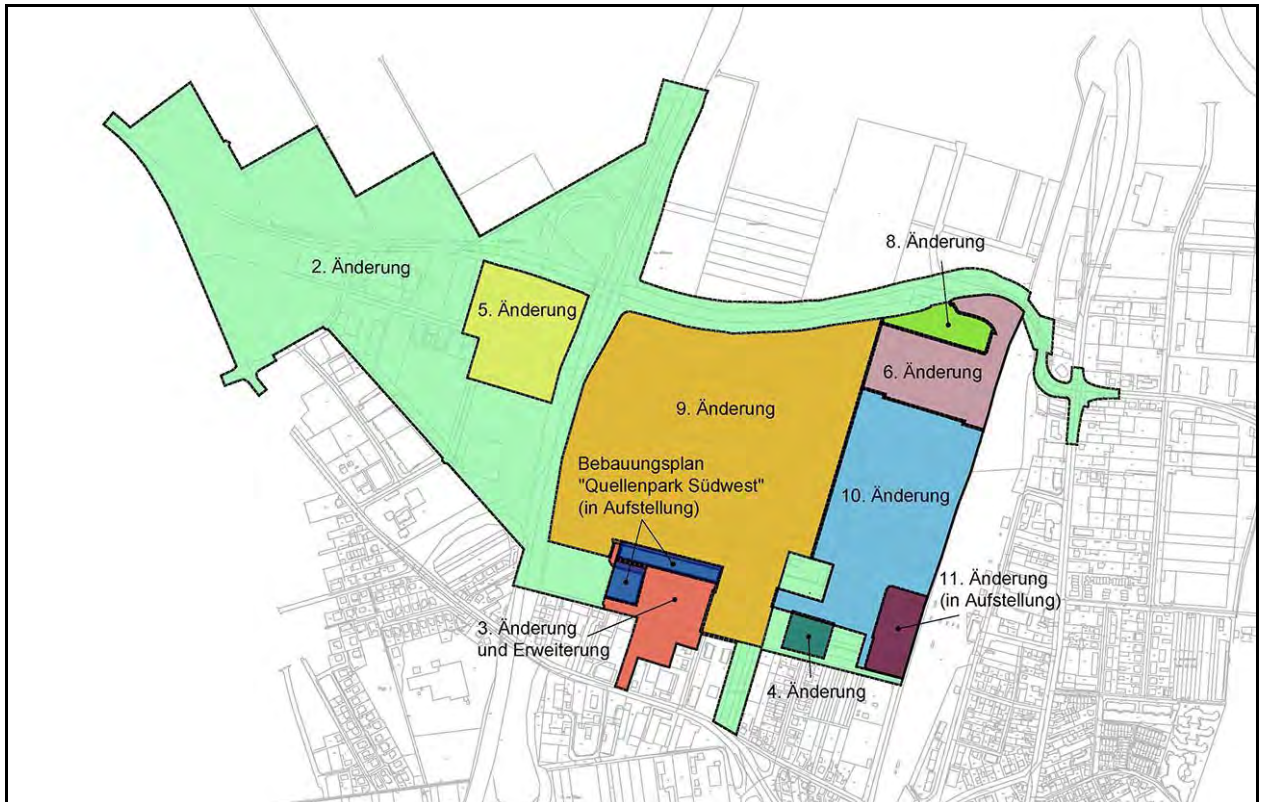 8. Änderung
2. Änderung
5. Änderung
6. Änderung
9. Änderung
Bebauungsplan
"Quellenpark Südwest"
(in Aufstellung)
10. Änderung
11. Änderung
(in Aufstellung)
3. Änderung
und Erweiterung
4. Änderung